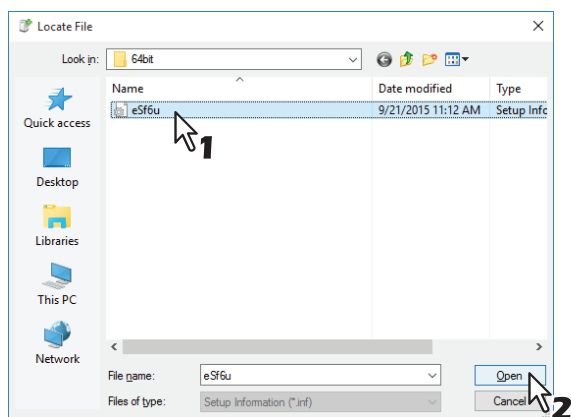 Locate File
Look in:
64bit
Name
Date modified
Type
eSf6u
9/21/2015 11:12 AM
Setup Info
1
Quick access
Desktop
Libraries
This PC
Network
File name:
eSf6u
Open
Files of type:
Setup Information (*.inf)
Cancel
2